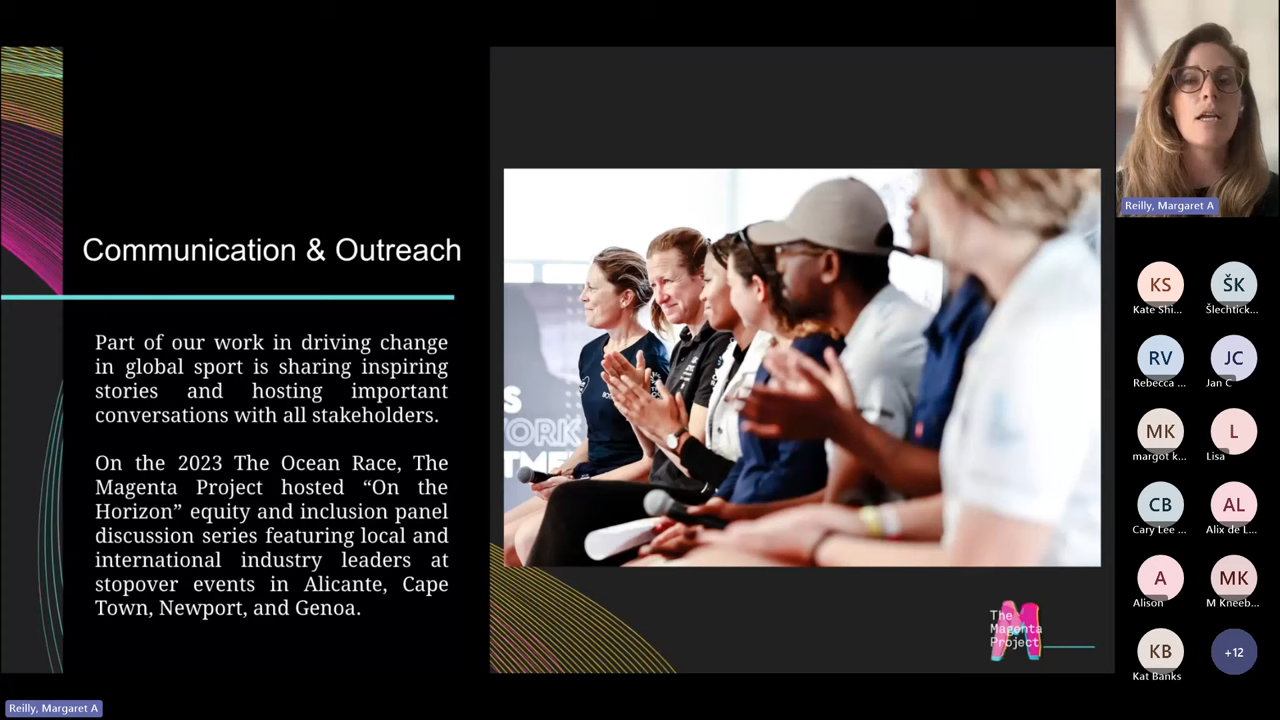 Communication & Outreach
Part of our work in driving change
in global sport is sharing inspiring
stories and hosting important
conversations with all stakeholders.
On the 2023 The Ocean Race, The
Magenta Project hosted “On the
Horizon” equity and inclusion panel
discussion series featuring local and
international industry leaders at
stopover events in Alicante, Cape
Town, Newport, and Genoa.
The
Magenta
Project
Reilly, Margaret A
KS
Kate Shi...
ŠK
Šlechtick...
RV
Rebecca ...
JC
Jan C
MK
margot k...
L
Lisa
CB
Cary Lee ...
AL
Alix de L...
A
Alison
MK
M Kneeb...
KB
Kat Banks
+12
Reilly, Margaret A